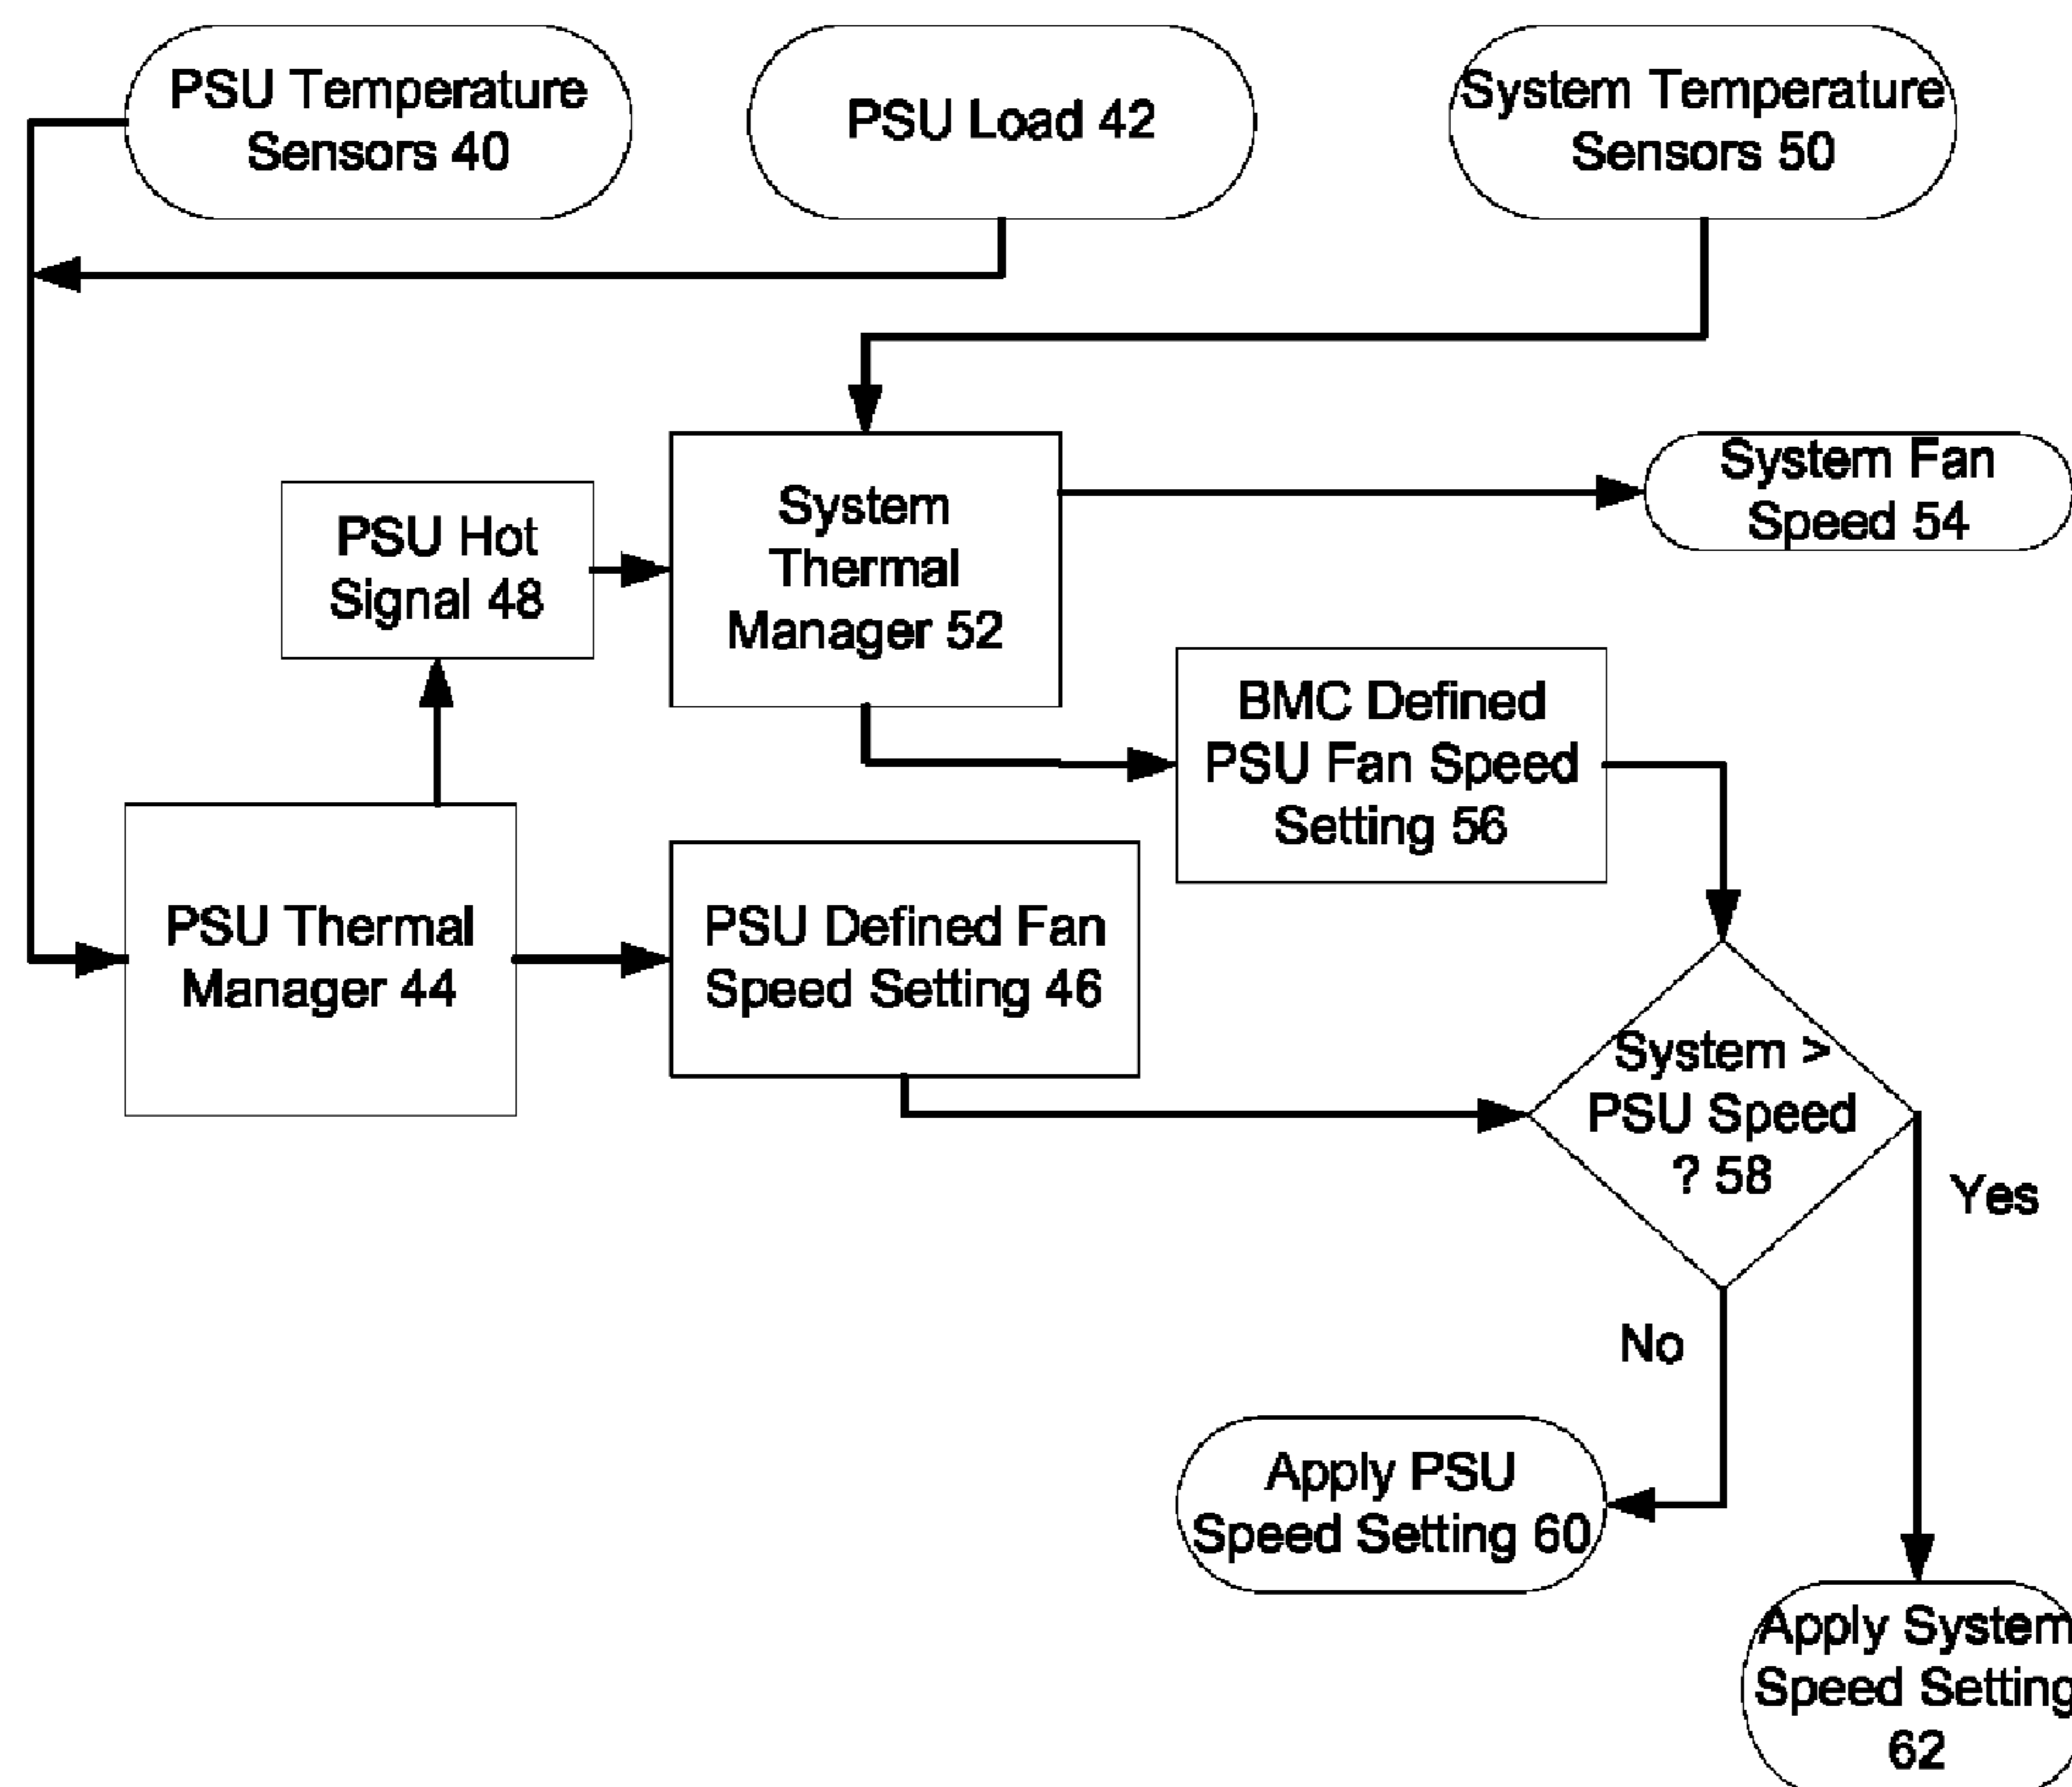 PSU Temperature
Sensors 40
PSU Load 42
System Temperature
Sensors 50
System Fan
Speed 54
PSU Hot
Signal 48
System
Thermal
Manager 52
BMC Defined
PSU Fan Speed
Setting 56
PSU Thermal
Manager 44
PSU Defined Fan
Speed Setting 46
System >
PSU Speed
? 58
Yes
No
Apply PSU
Speed Setting 60
Apply System
Speed Setting
62